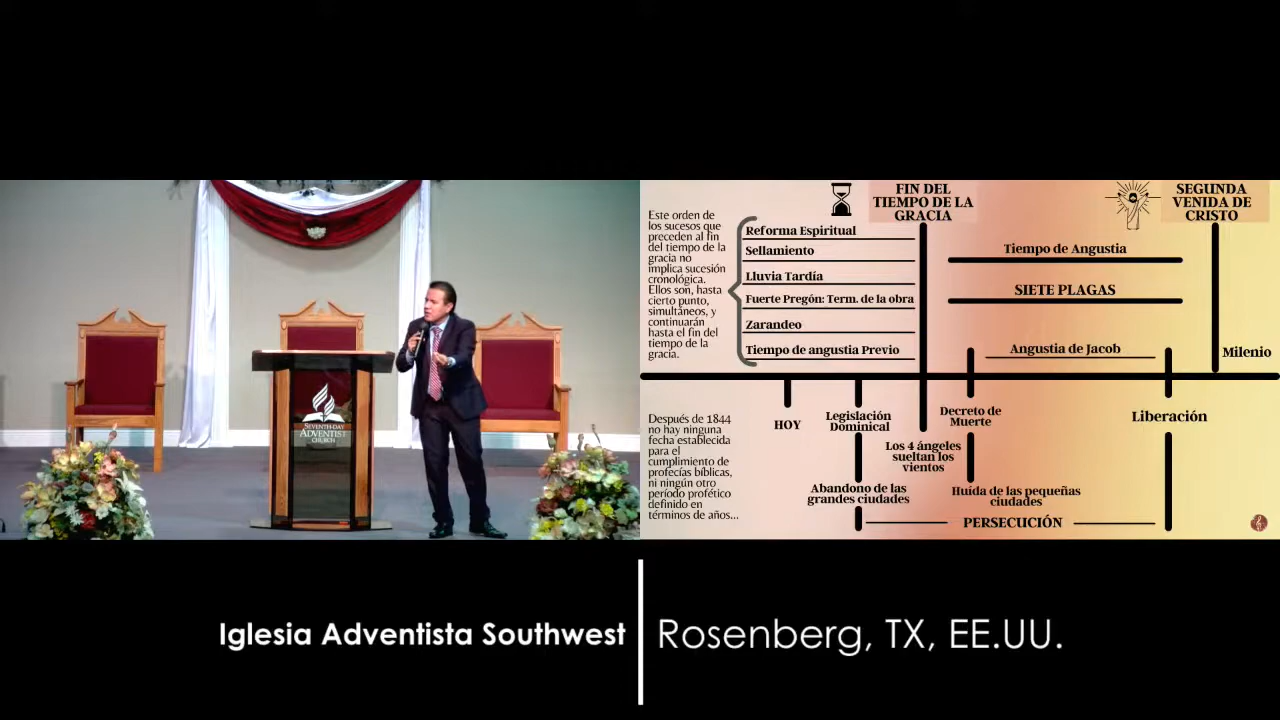 SEVENTH-DAY
ADVENTIST
CHURCH
FIN DEL
TIEMPO DE LA
GRACIA
SEGUNDA
VENIDA DE
CRISTO
Este orden de
los sucesos que
preceden al fin
del tiempo de la
gracia no
implica sucesión
cronológica.
Ellos son, hasta
cierto punto,
simultáneos, y
continuarán
hasta el fin del
tiempo de la
gracia.
Reforma Espiritual
Sellamiento
Lluvia Tardía
Fuerte Pregón: Term. de la obra
Zarandeo
Tiempo de angustia Previo
Tiempo de Angustia
SIETE PLAGAS
Angustia de Jacob
Milenio
Después de 1844
no hay ninguna
fecha establecida
para el
cumplimiento de
profecías bíblicas,
ni ningún otro
período profético
definido en
términos de años...
HOY
Legislación
Dominical
Decreto de
Muerte
Liberación
Los 4 ángeles
sueltan los
vientos
Abandono de las
grandes ciudades
Huída de las pequeñas
ciudades
PERSECUCIÓN
Iglesia Adventista Southwest
Rosenberg, TX, EE.UU.